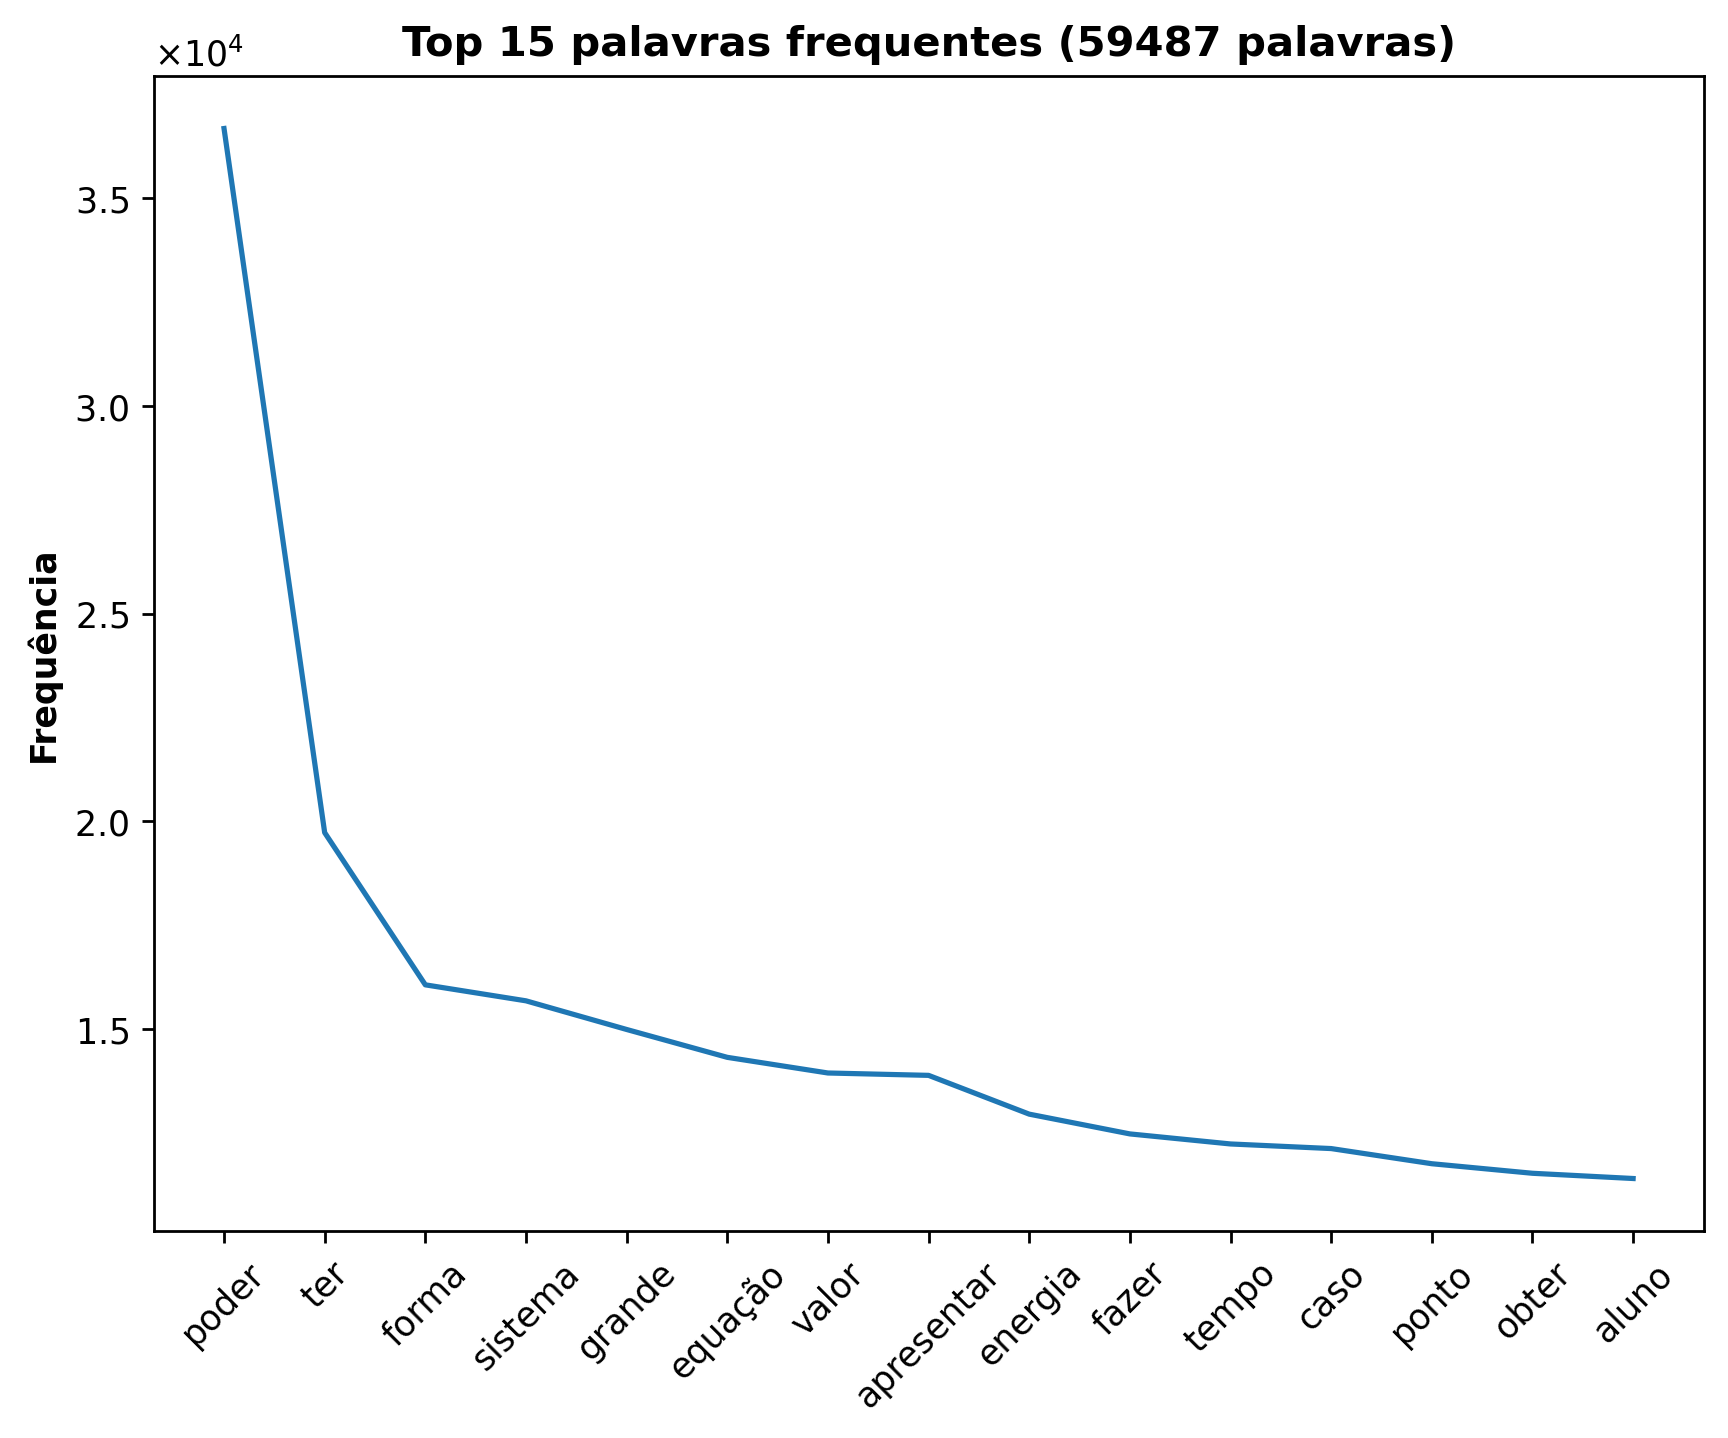 ×10⁴
Top 15 palavras frequentes (59487 palavras)
Frequência
3.5
3.0
2.5
2.0
1.5
poder
ter
forma
sistema
grande
equação
valor
apresentar
energia
fazer
tempo
caso
ponto
obter
aluno